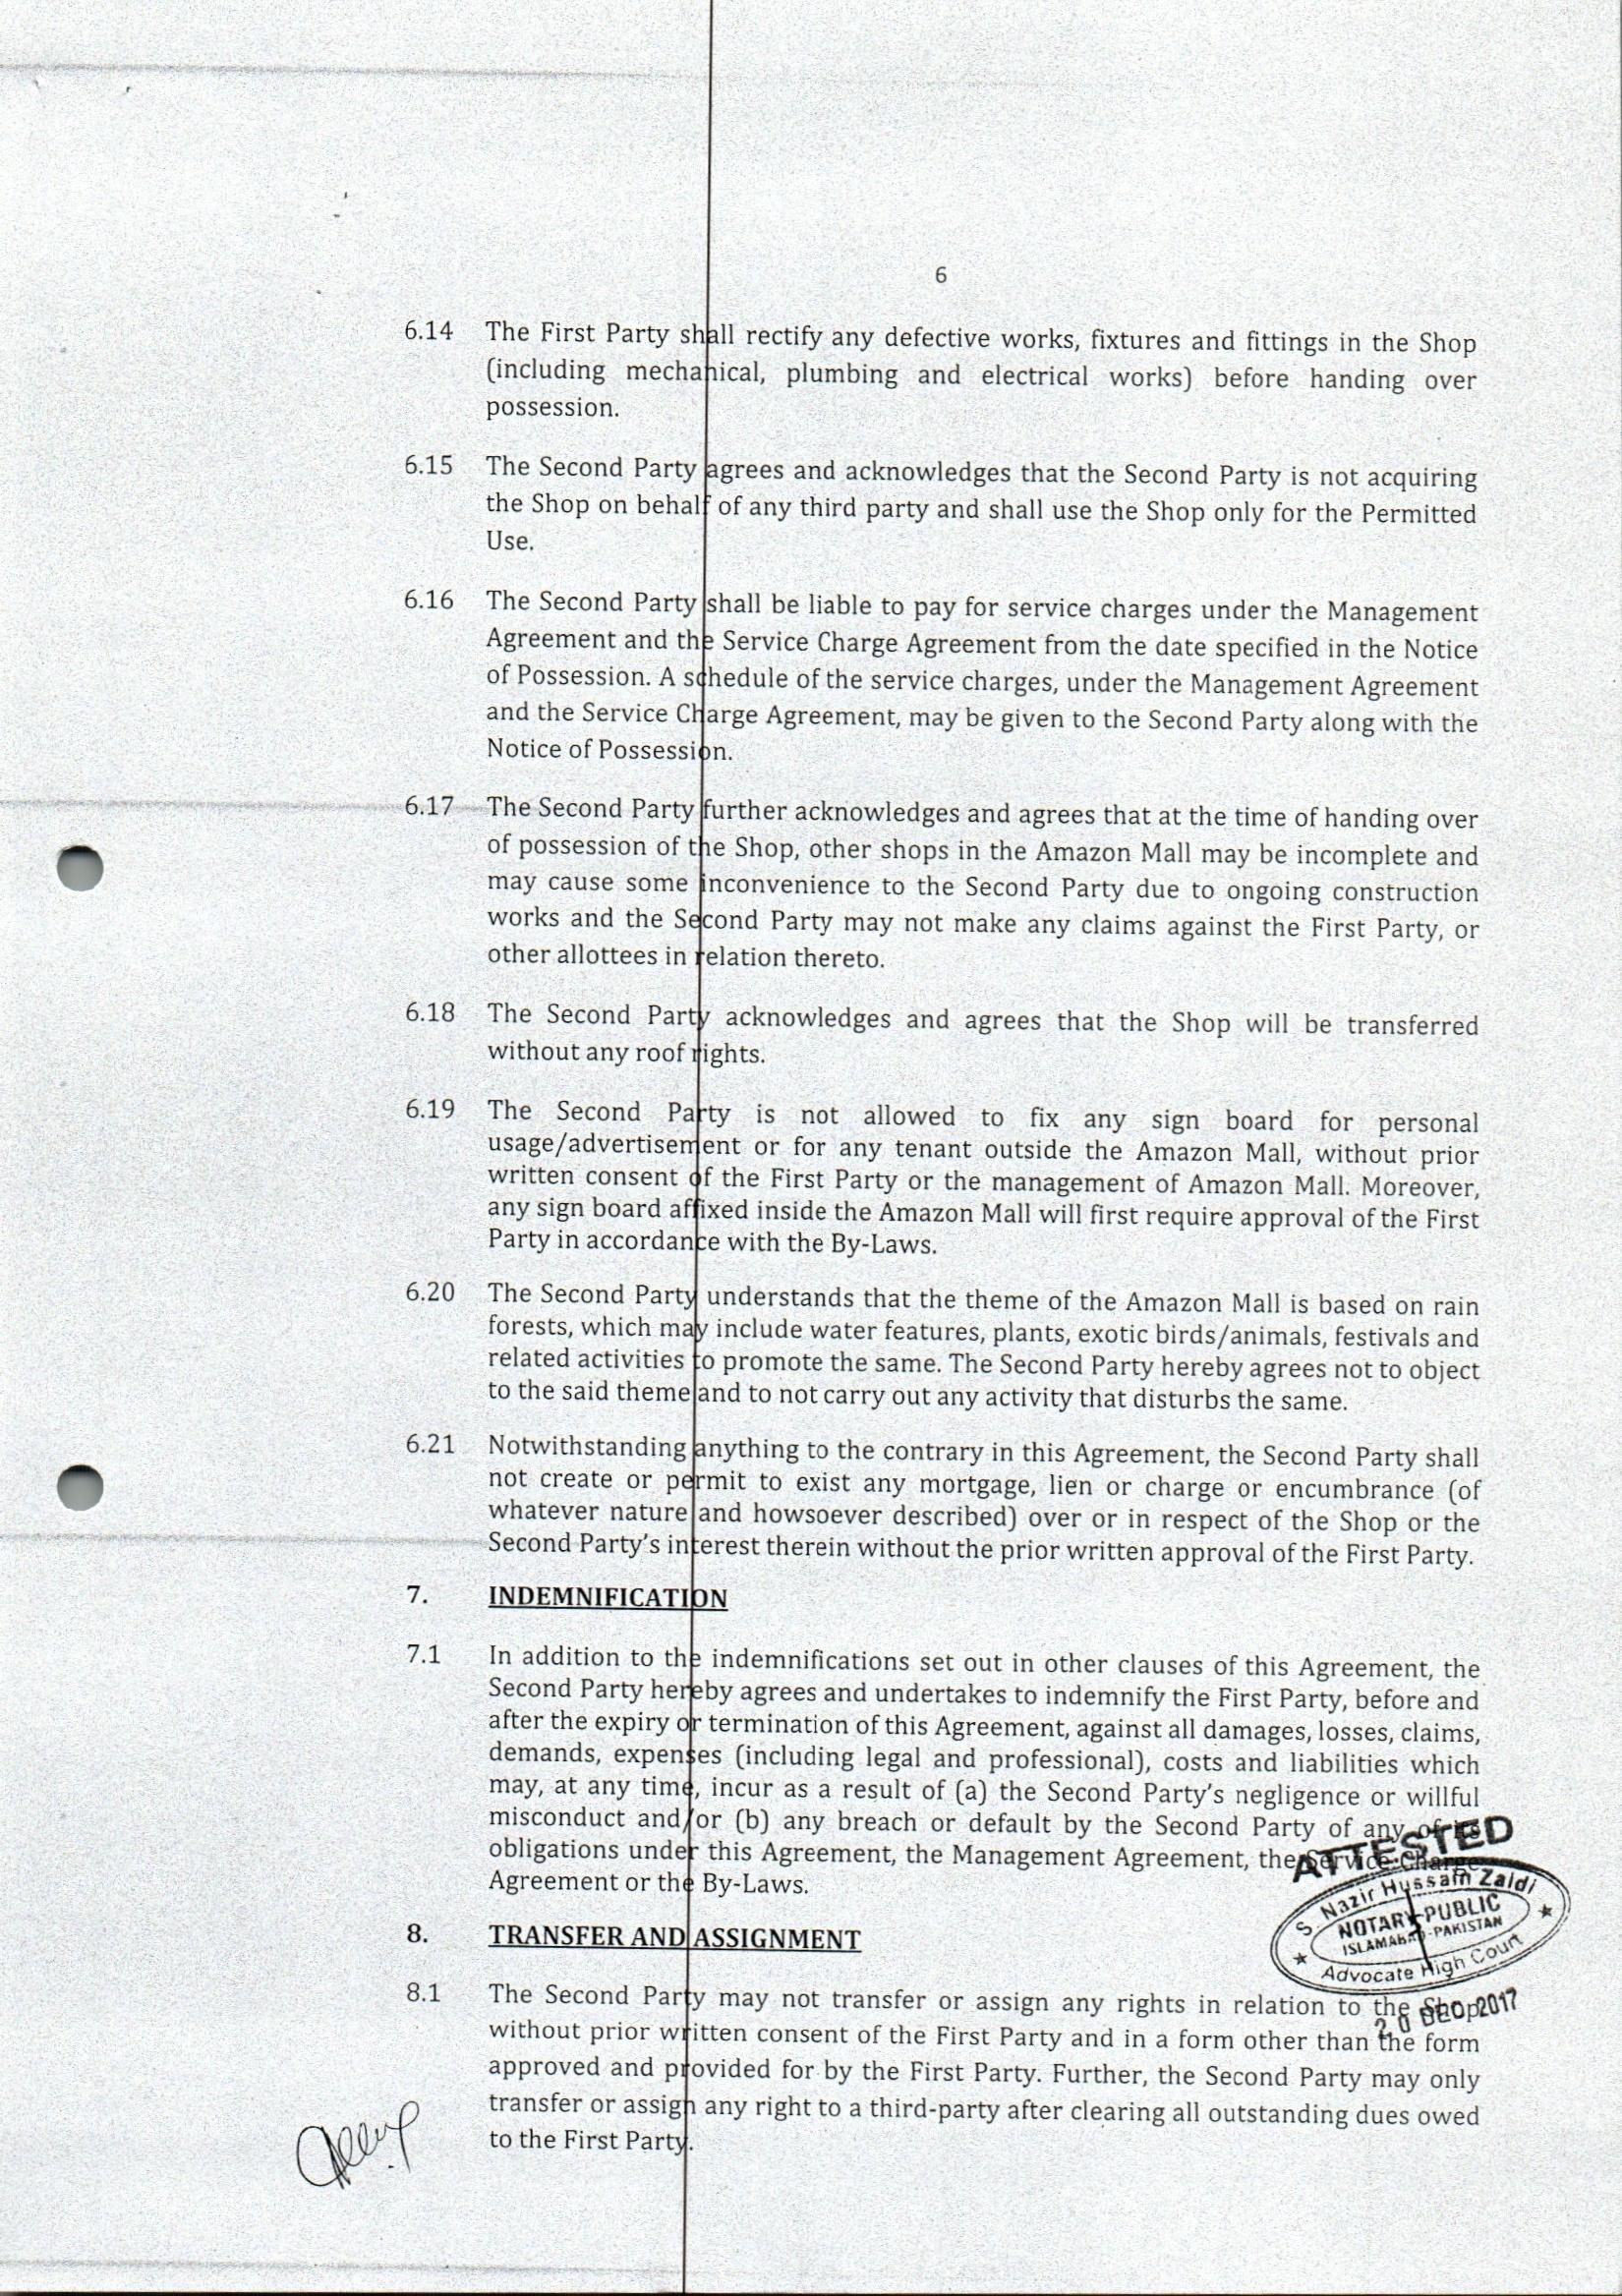 6
6.14 The First Party shall rectify any defective works, fixtures and fittings in the Shop
(including mechanical, plumbing and electrical works) before handing over
possession.
6.15 The Second Party agrees and acknowledges that the Second Party is not acquiring
the Shop on behalf of any third party and shall use the Shop only for the Permitted
Use.
6.16 The Second Party shall be liable to pay for service charges under the Management
Agreement and the Service Charge Agreement from the date specified in the Notice
of Possession. A schedule of the service charges, under the Management Agreement
and the Service Charge Agreement, may be given to the Second Party along with the
Notice of Possession.
6.17 The Second Party further acknowledges and agrees that at the time of handing over
of possession of the Shop, other shops in the Amazon Mall may be incomplete and
may cause some inconvenience to the Second Party due to ongoing construction
works and the Second Party may not make any claims against the First Party, or
other allottees in relation thereto.
6.18 The Second Party acknowledges and agrees that the Shop will be transferred
without any roof rights.
6.19 The Second Party is not allowed to fix any sign board for personal
usage/advertisement or for any tenant outside the Amazon Mall, without prior
written consent of the First Party or the management of Amazon Mall. Moreover,
any sign board affixed inside the Amazon Mall will first require approval of the First
Party in accordance with the By-Laws.
6.20 The Second Party understands that the theme of the Amazon Mall is based on rain
forests, which may include water features, plants, exotic birds/animals, festivals and
related activities to promote the same. The Second Party hereby agrees not to object
to the said theme and to not carry out any activity that disturbs the same.
6.21 Notwithstanding anything to the contrary in this Agreement, the Second Party shall
not create or permit to exist any mortgage, lien or charge or encumbrance (of
whatever nature and howsoever described) over or in respect of the Shop or the
Second Party's interest therein without the prior written approval of the First Party.
7. INDEMNIFICATION
7.1 In addition to the indemnifications set out in other clauses of this Agreement, the
Second Party hereby agrees and undertakes to indemnify the First Party, before and
after the expiry or termination of this Agreement, against all damages, losses, claims,
demands, expenses (including legal and professional), costs and liabilities which
may, at any time, incur as a result of (a) the Second Party's negligence or willful
misconduct and/or (b) any breach or default by the Second Party of any of its
obligations under this Agreement, the Management Agreement, the Service Charge
Agreement or the By-Laws.
ATTESTED
S. Nazir Hussain Zaidi
NOTARY PUBLIC
ISLAMABAD-PAKISTAN
Advocate High Court
20 DEC 2017
8. TRANSFER AND ASSIGNMENT
8.1 The Second Party may not transfer or assign any rights in relation to the Shop
without prior written consent of the First Party and in a form other than the form
approved and provided for by the First Party. Further, the Second Party may only
transfer or assign any right to a third-party after clearing all outstanding dues owed
to the First Party.